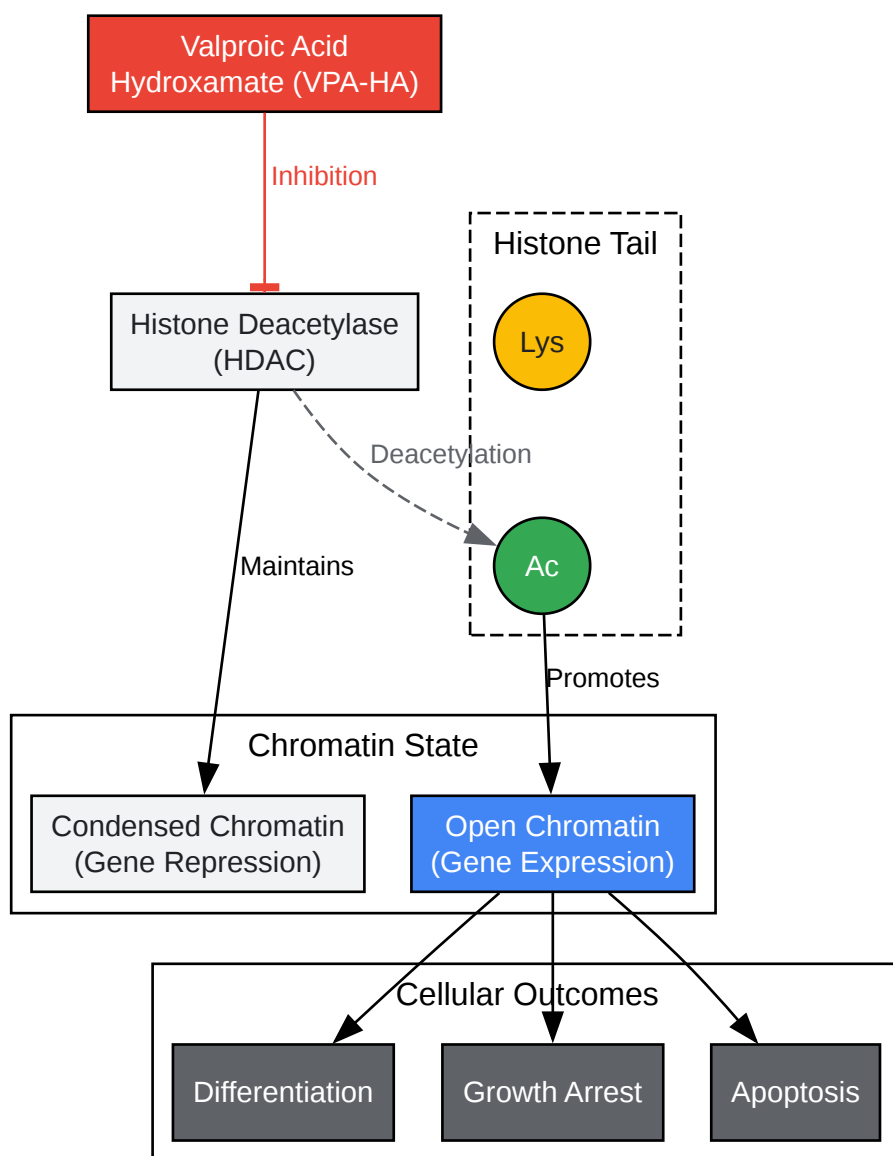 Valproic Acid
Hydroxamate (VPA-HA)
Inhibition
Histone Tail
Histone Deacetylase
(HDAC)
Lys
Deacetylation
Ac
Maintains
Promotes
Chromatin State
Condensed Chromatin
(Gene Repression)
Open Chromatin
(Gene Expression)
Cellular Outcomes
Differentiation
Growth Arrest
Apoptosis